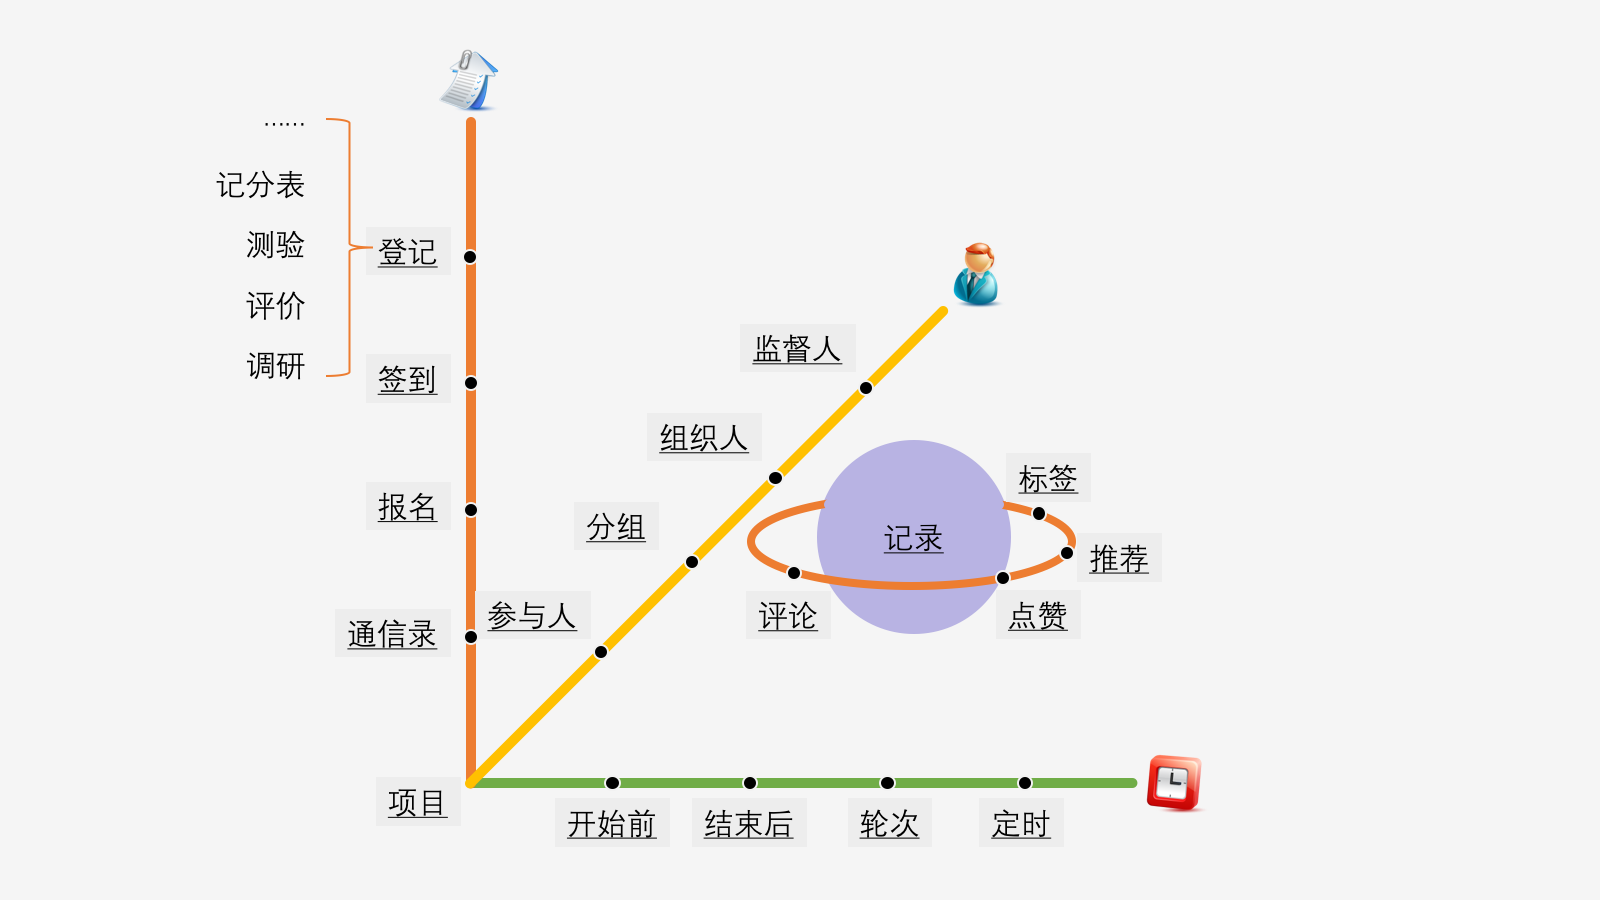 ……
记分表
测验
评价
调研
登记
签到
报名
通信录
项目
监督人
组织人
分组
参与人
记录
标签
推荐
点赞
评论
开始前
结束后
轮次
定时